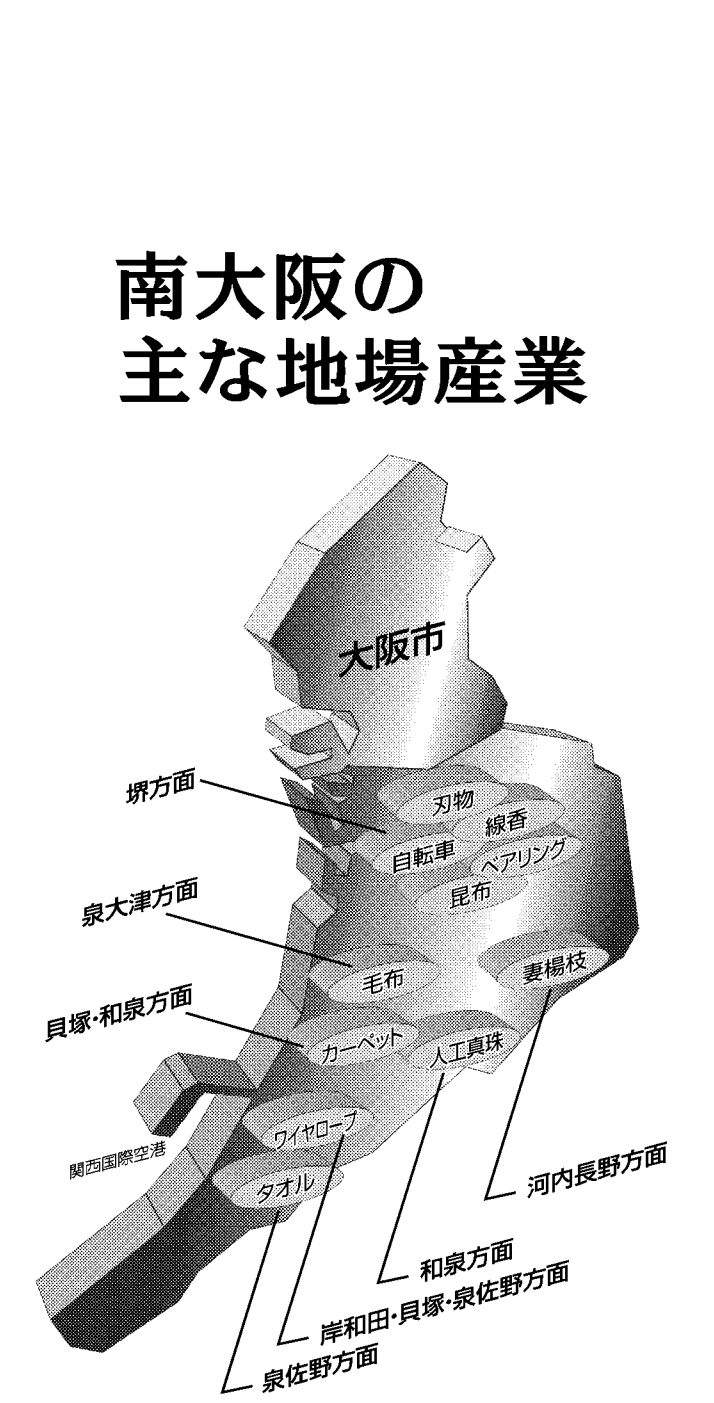 南大阪の
主な地場産業
大阪市
堺方面
刃物
線香
自転車
ベアリング
昆布
泉大津方面
毛布
妻楊枝
貝塚・和泉方面
カーペット
人工真珠
ワイヤロープ
関西国際空港
タオル
河内長野方面
和泉方面
岸和田・貝塚・泉佐野方面
泉佐野方面